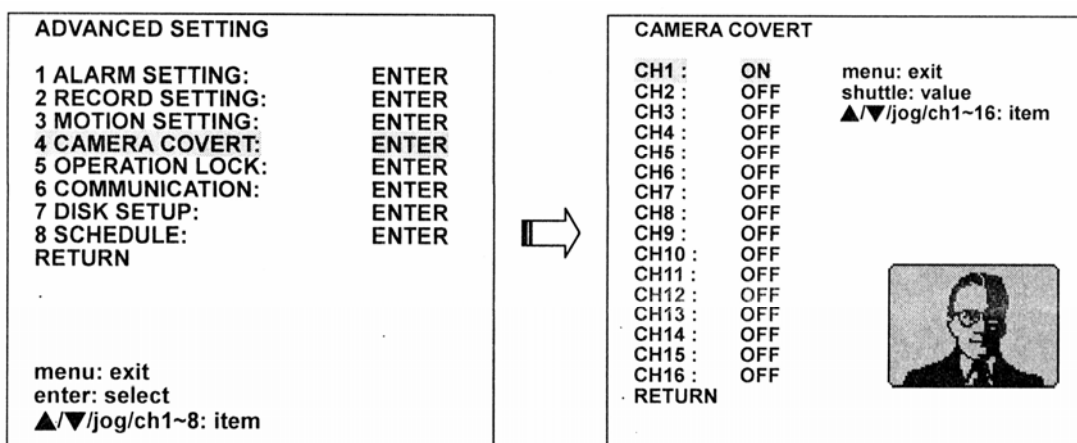 ADVANCED SETTING
1 ALARM SETTING: ENTER
2 RECORD SETTING: ENTER
3 MOTION SETTING: ENTER
4 CAMERA COVERT: ENTER
5 OPERATION LOCK: ENTER
6 COMMUNICATION: ENTER
7 DISK SETUP: ENTER
8 SCHEDULE: ENTER
RETURN
menu: exit
enter: select
▲/▼/jog/ch1~8: item
CAMERA COVERT
CH1 : ON
CH2 : OFF
CH3 : OFF
CH4 : OFF
CH5 : OFF
CH6 : OFF
CH7 : OFF
CH8 : OFF
CH9 : OFF
CH10 : OFF
CH11 : OFF
CH12 : OFF
CH13 : OFF
CH14 : OFF
CH15 : OFF
CH16 : OFF
RETURN
menu: exit
shuttle: value
▲/▼/jog/ch1~16: item